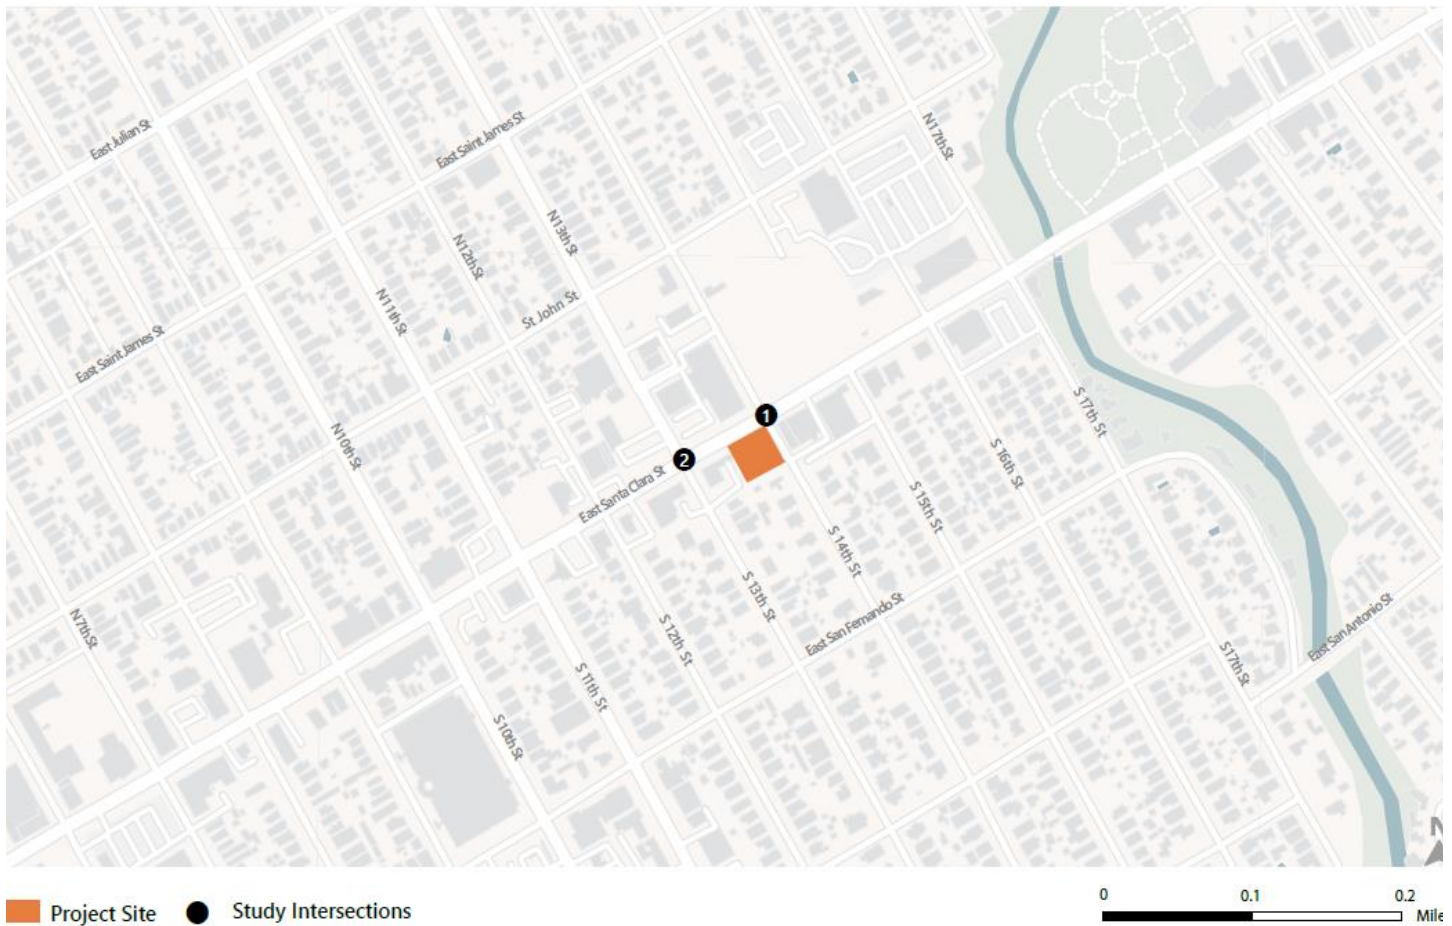 East Julian St
East Saint James St
N 17th St
N 13th St
N 12th St
N 11th St
St. John St
East Saint James St
N 10th St
1
2
East Santa Clara St
S 17th St
S 16th St
S 15th St
S 14th St
S 13th St
East San Fernando St
N 7th St
S 12th St
S 11th St
S 10th St
East San Antonio St
S 17th St
N
Project Site
Study Intersections
0 0.1 0.2
Mile